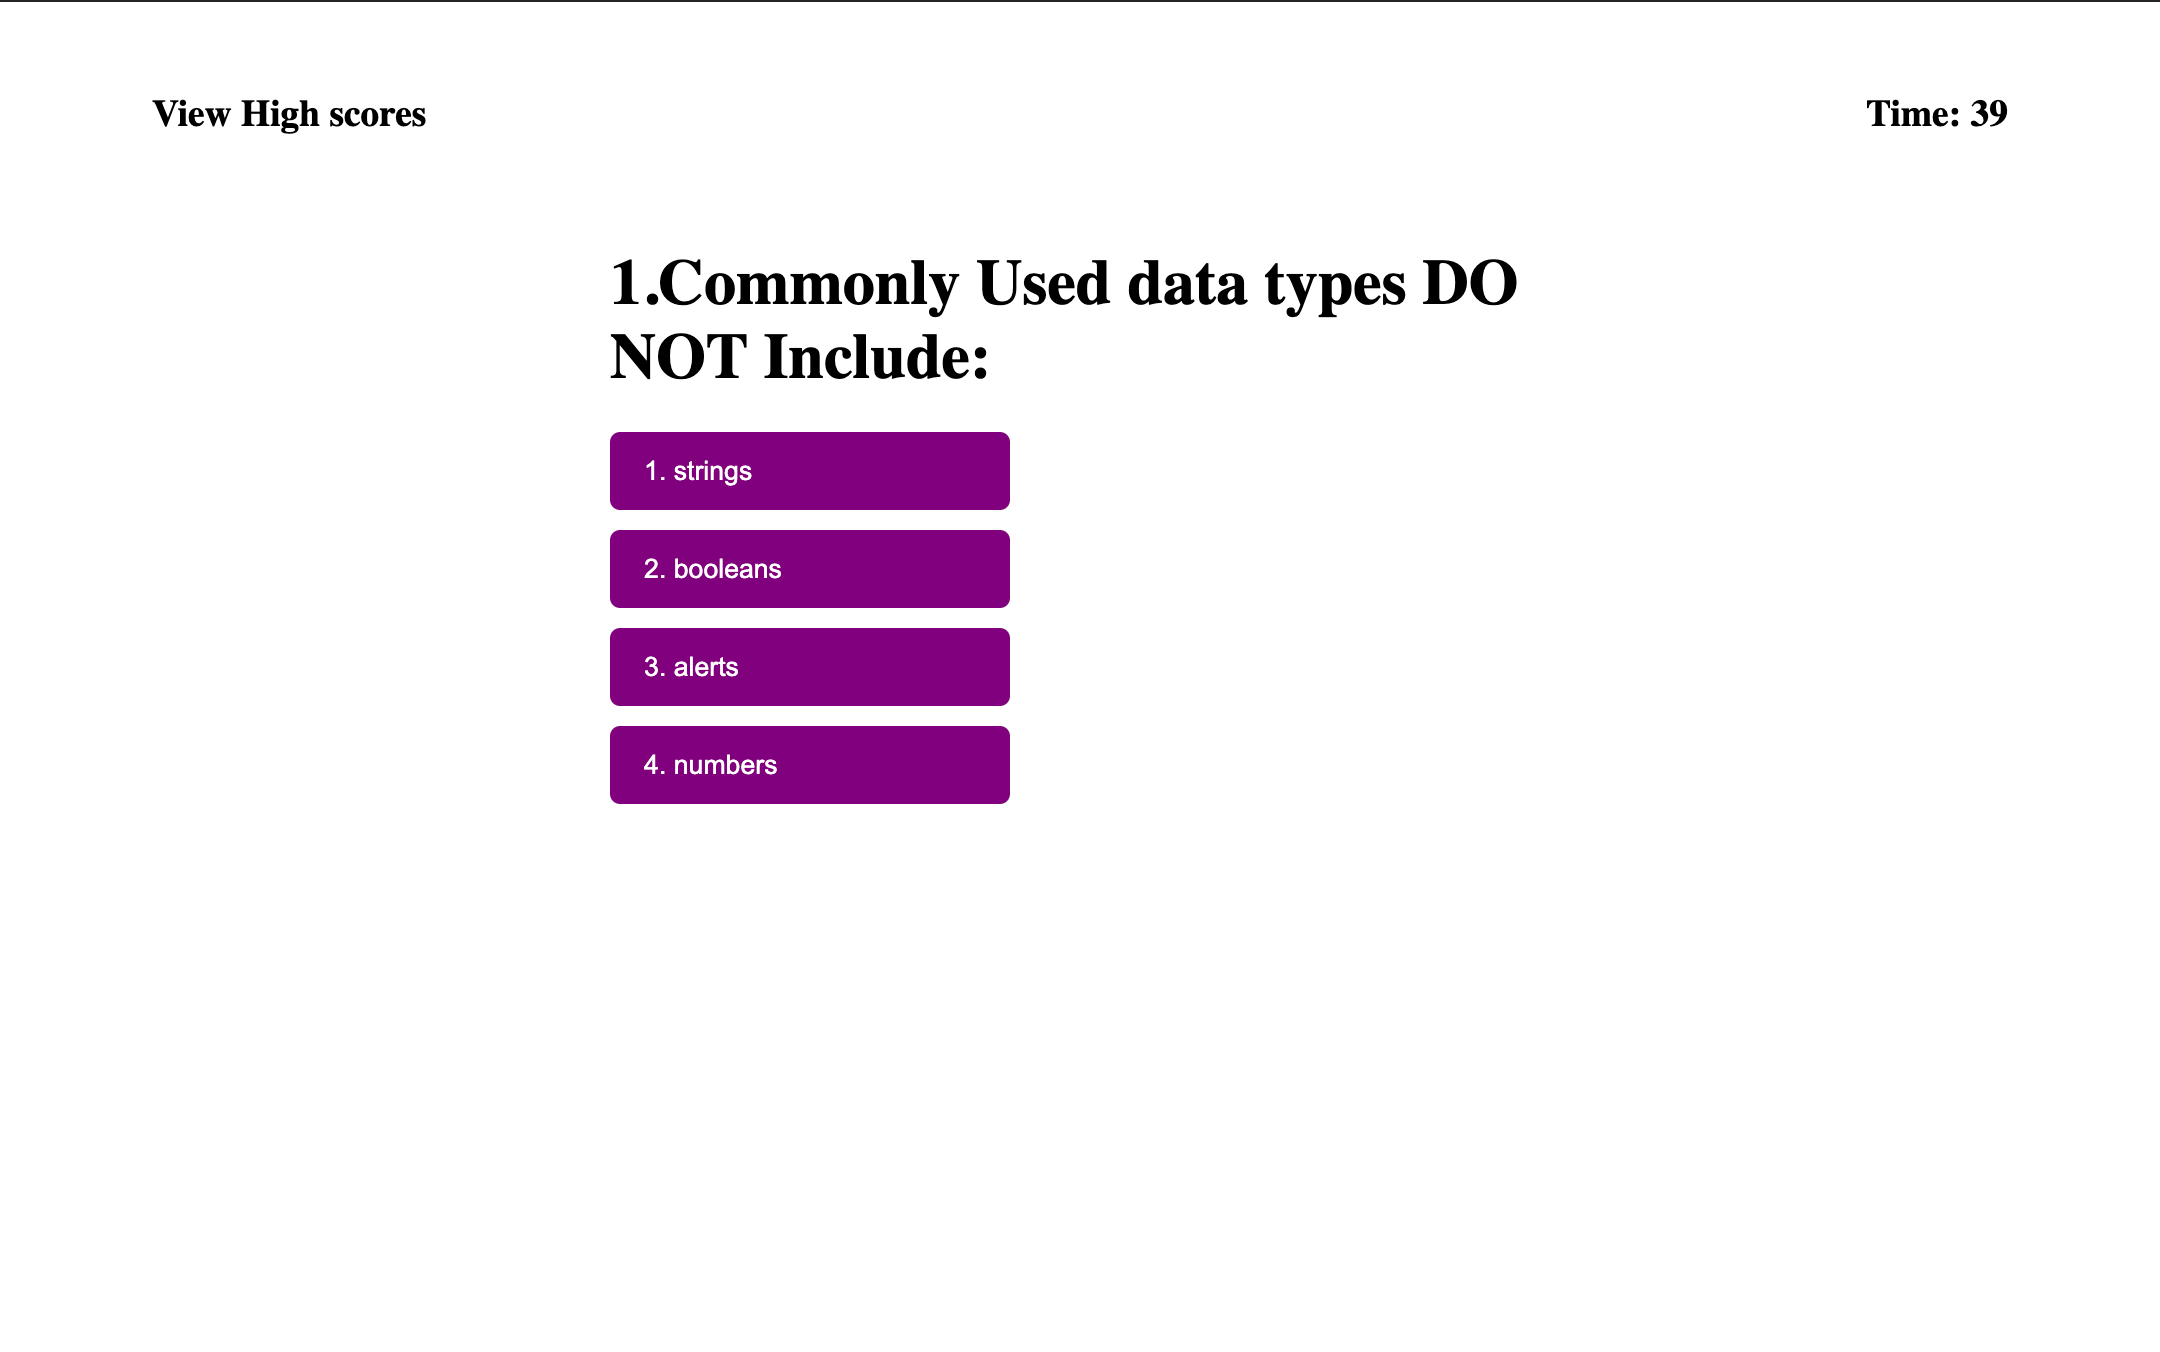 View High scores
Time: 39
1.Commonly Used data types DO
NOT Include:
1. strings
2. booleans
3. alerts
4. numbers